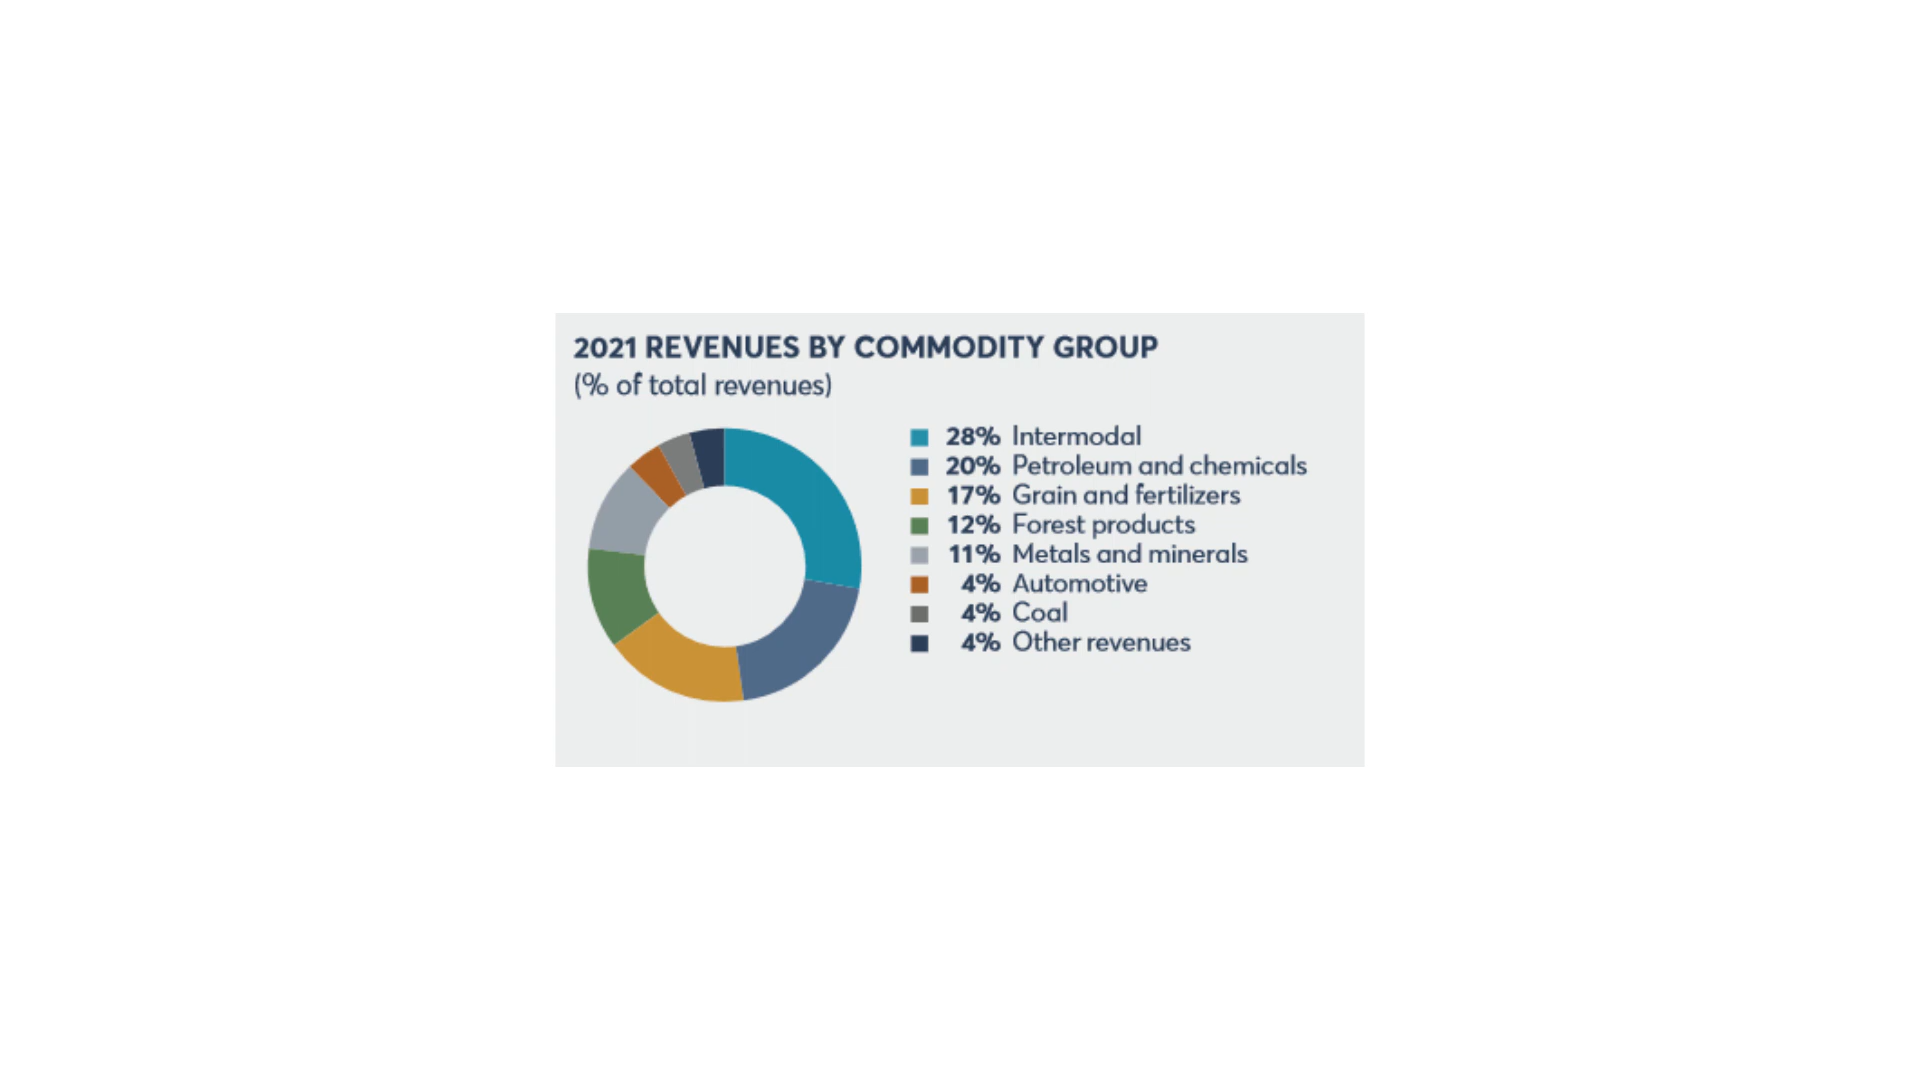 2021 REVENUES BY COMMODITY GROUP
(% of total revenues)
28% Intermodal
20% Petroleum and chemicals
17% Grain and fertilizers
12% Forest products
11% Metals and minerals
4% Automotive
4% Coal
4% Other revenues